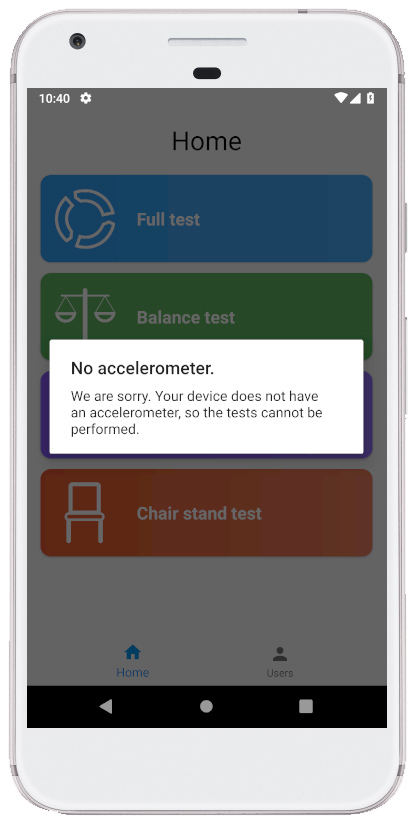 10:40
Home
Full test
Balance test
No accelerometer.
We are sorry. Your device does not have
an accelerometer, so the tests cannot be
performed.
Chair stand test
Home
Users